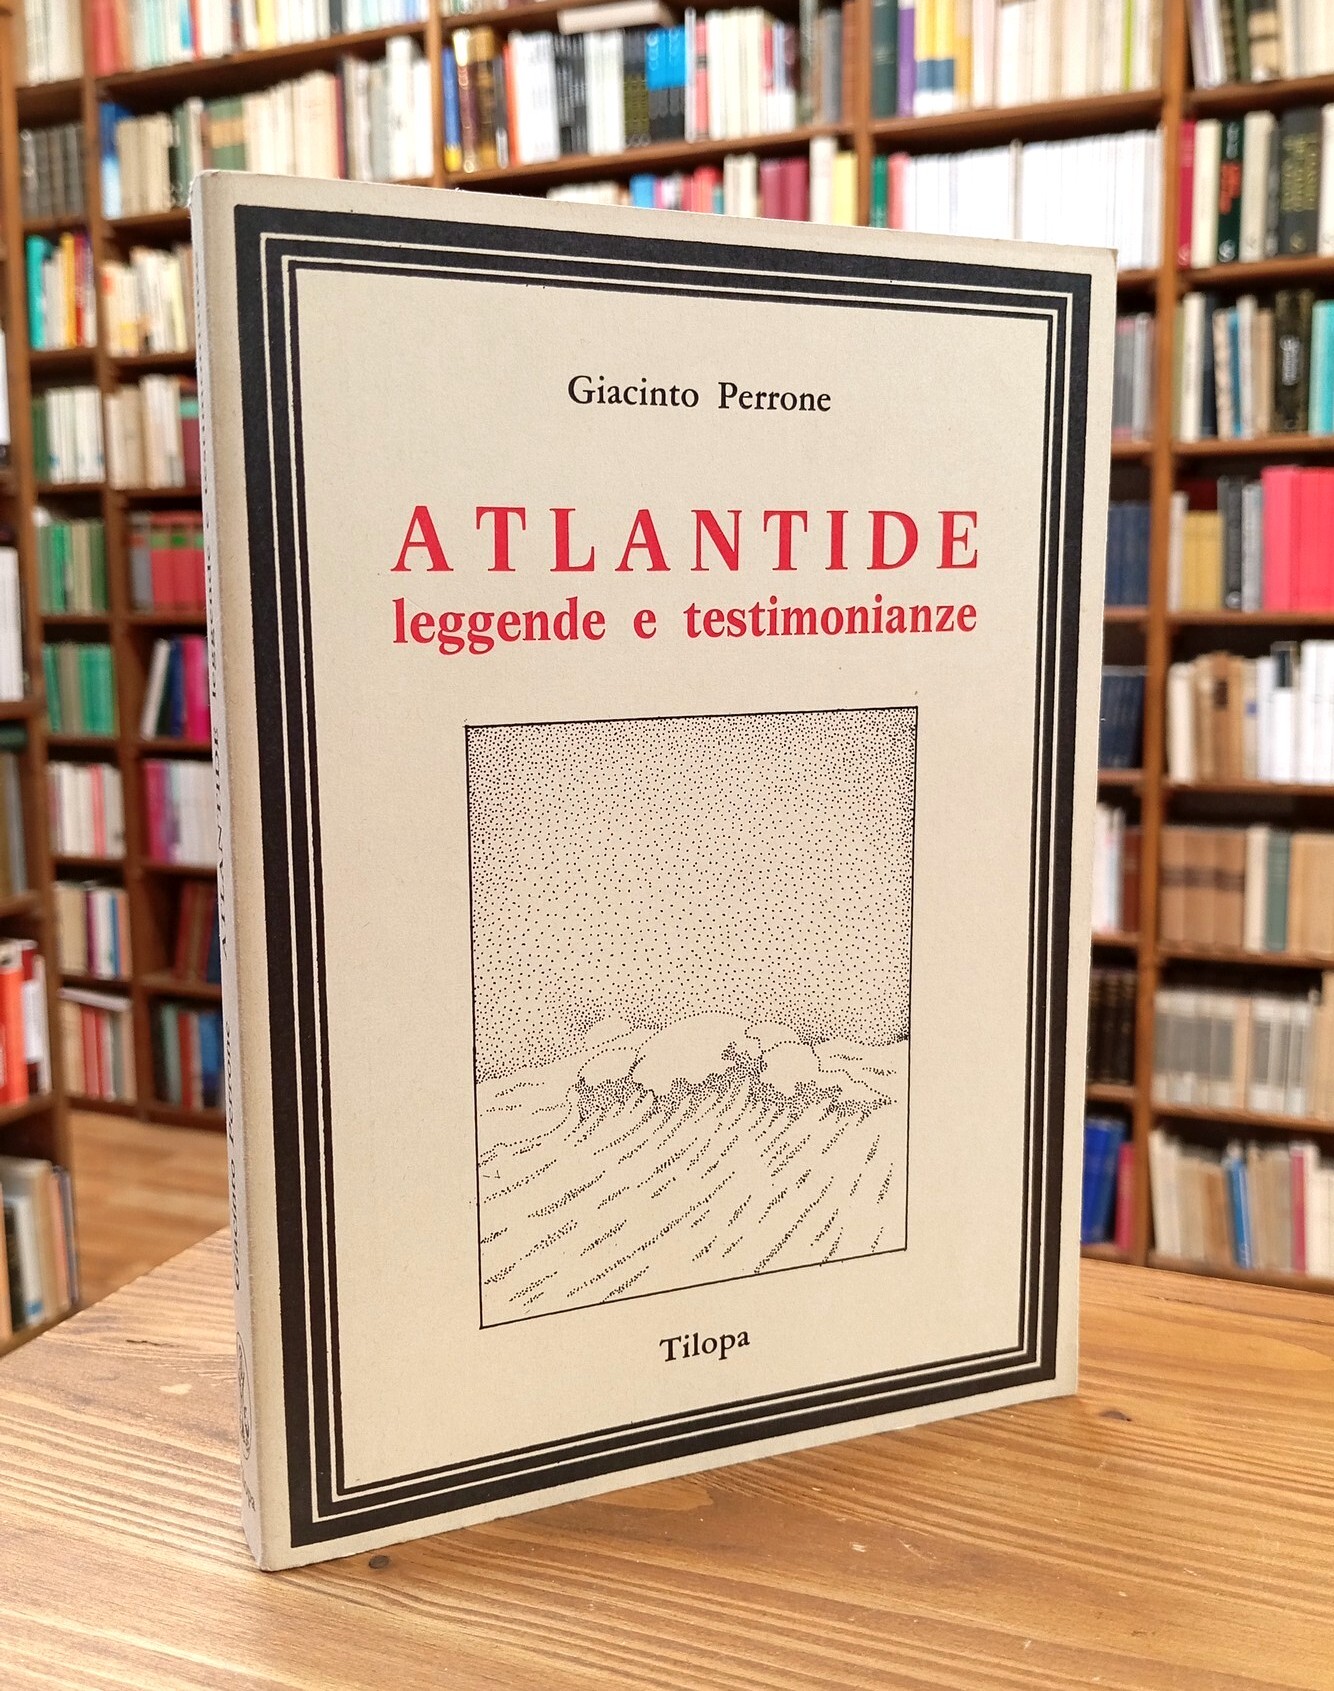 Giacinto Perrone
ATLANTIDE
leggende e testimonianze
Tilopa